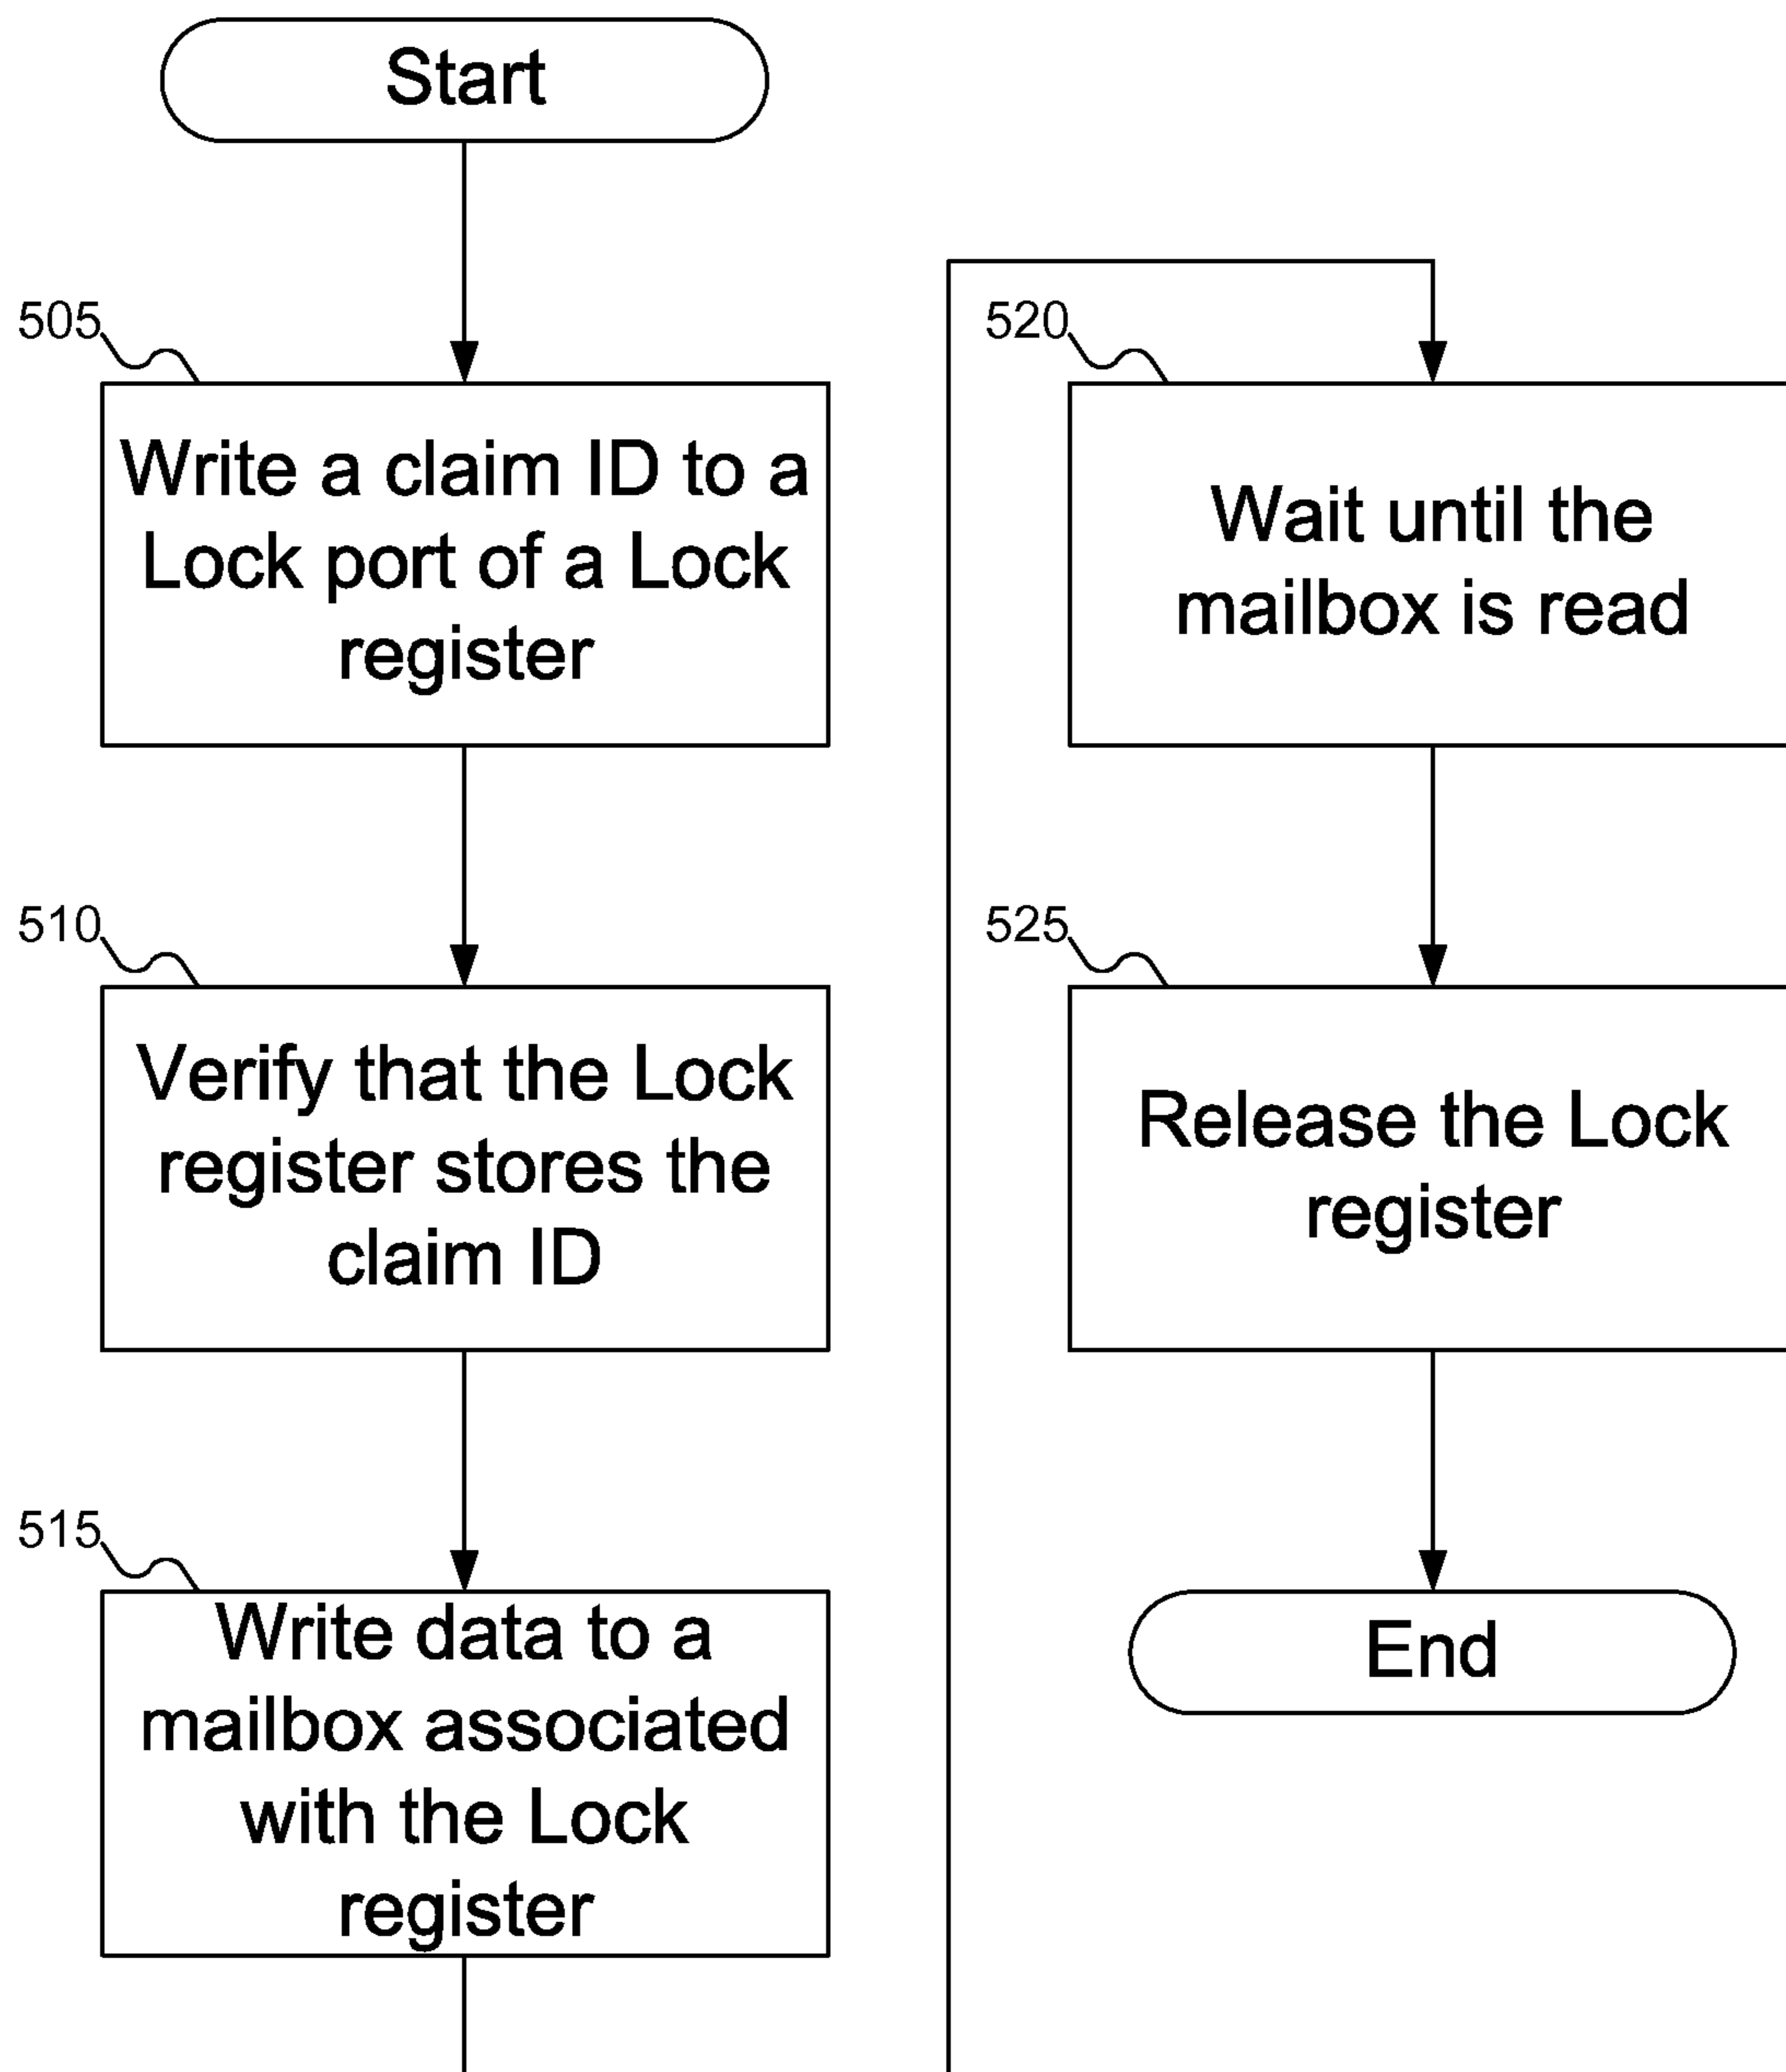 Start
505
Write a claim ID to a
Lock port of a Lock
register
510
Verify that the Lock
register stores the
claim ID
515
Write data to a
mailbox associated
with the Lock
register
520
Wait until the
mailbox is read
525
Release the Lock
register
End